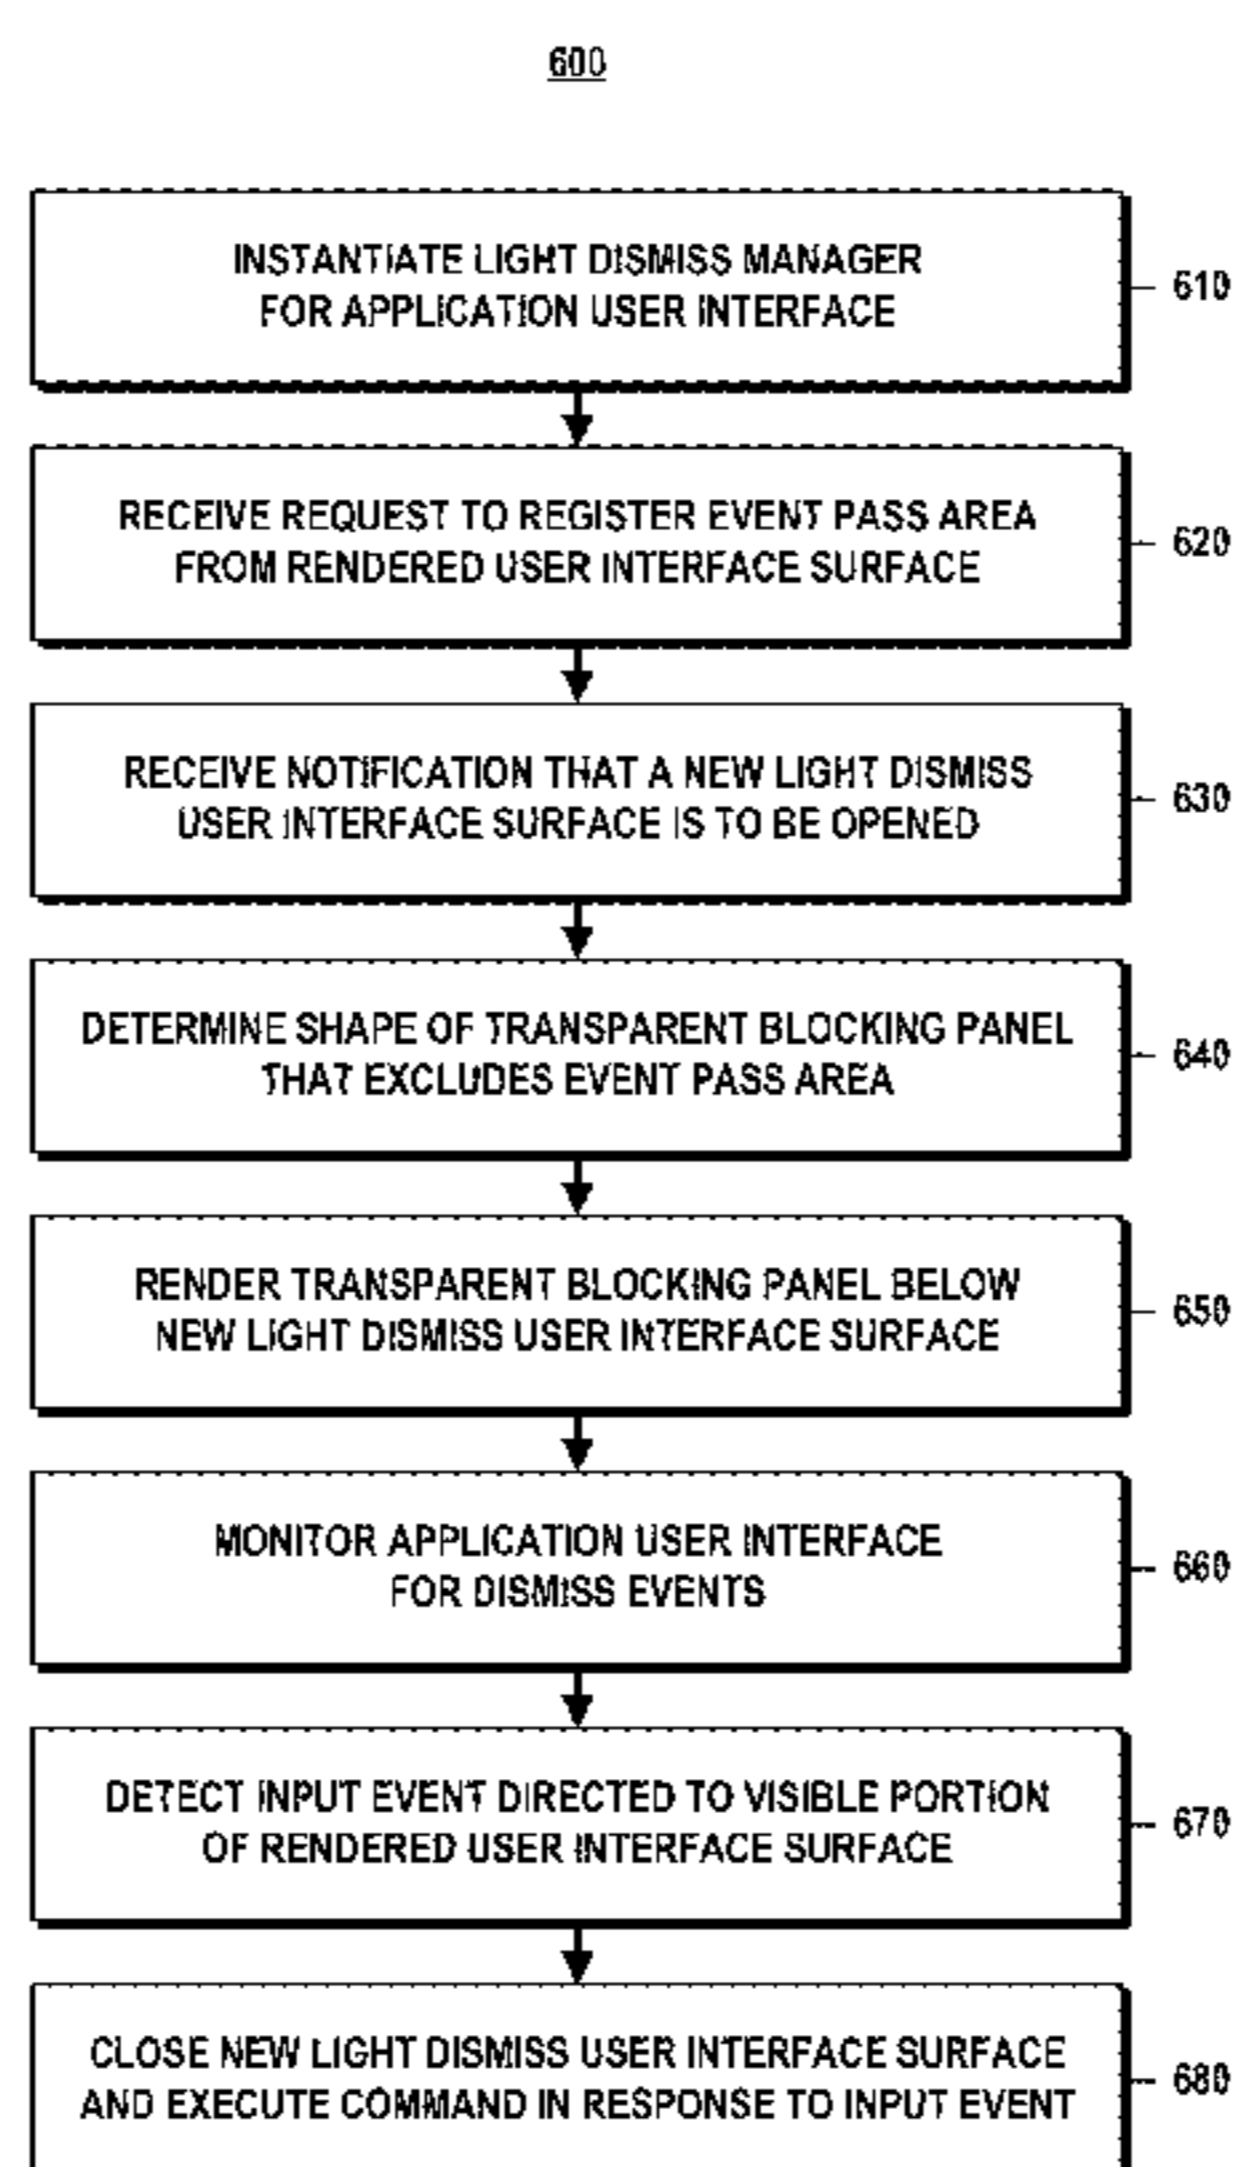 600
INSTANTIATE LIGHT DISMISS MANAGER
FOR APPLICATION USER INTERFACE
610
RECEIVE REQUEST TO REGISTER EVENT PASS AREA
FROM RENDERED USER INTERFACE SURFACE
620
RECEIVE NOTIFICATION THAT A NEW LIGHT DISMISS
USER INTERFACE SURFACE IS TO BE OPENED
630
DETERMINE SHAPE OF TRANSPARENT BLOCKING PANEL
THAT EXCLUDES EVENT PASS AREA
640
RENDER TRANSPARENT BLOCKING PANEL BELOW
NEW LIGHT DISMISS USER INTERFACE SURFACE
650
MONITOR APPLICATION USER INTERFACE
FOR DISMISS EVENTS
660
DETECT INPUT EVENT DIRECTED TO VISIBLE PORTION
OF RENDERED USER INTERFACE SURFACE
670
CLOSE NEW LIGHT DISMISS USER INTERFACE SURFACE
AND EXECUTE COMMAND IN RESPONSE TO INPUT EVENT
680